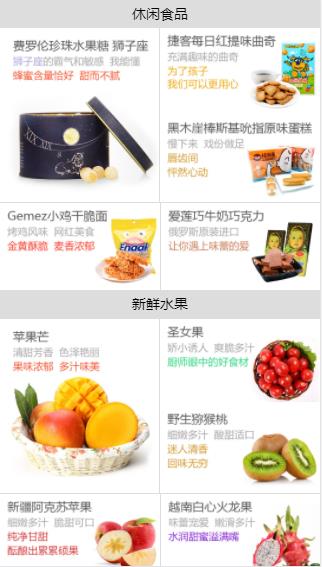 休闲食品
费罗伦珍珠水果糖 狮子座
狮子座的霸气和敏感 我能懂
蜂蜜含量恰好 甜而不腻
捷客每日红提味曲奇
充满趣味的曲奇
为了孩子
我们可以更用心
黑木崖棒斯基吮指原味蛋糕
慢下来 戏份做足
唇齿间
怦然心动
Gemez小鸡干脆面
烤鸡风味 网红美食
金黄酥脆 麦香浓郁
Enaak
爱莲巧牛奶巧克力
俄罗斯原装进口
让你遇上味蕾的爱
新鲜水果
苹果芒
清甜芳香 色泽艳丽
果味浓郁 多汁味美
圣女果
娇小诱人 爽脆多汁
厨师眼中的好食材
野生猕猴桃
细嫩多汁 酸甜适口
迷人清香
回味无穷
新疆阿克苏苹果
细嫩多汁 脆甜可口
纯净甘甜
酝酿出累累硕果
越南白心火龙果
味蕾宠爱 嫩滑多汁
水润甜蜜溢满嘴